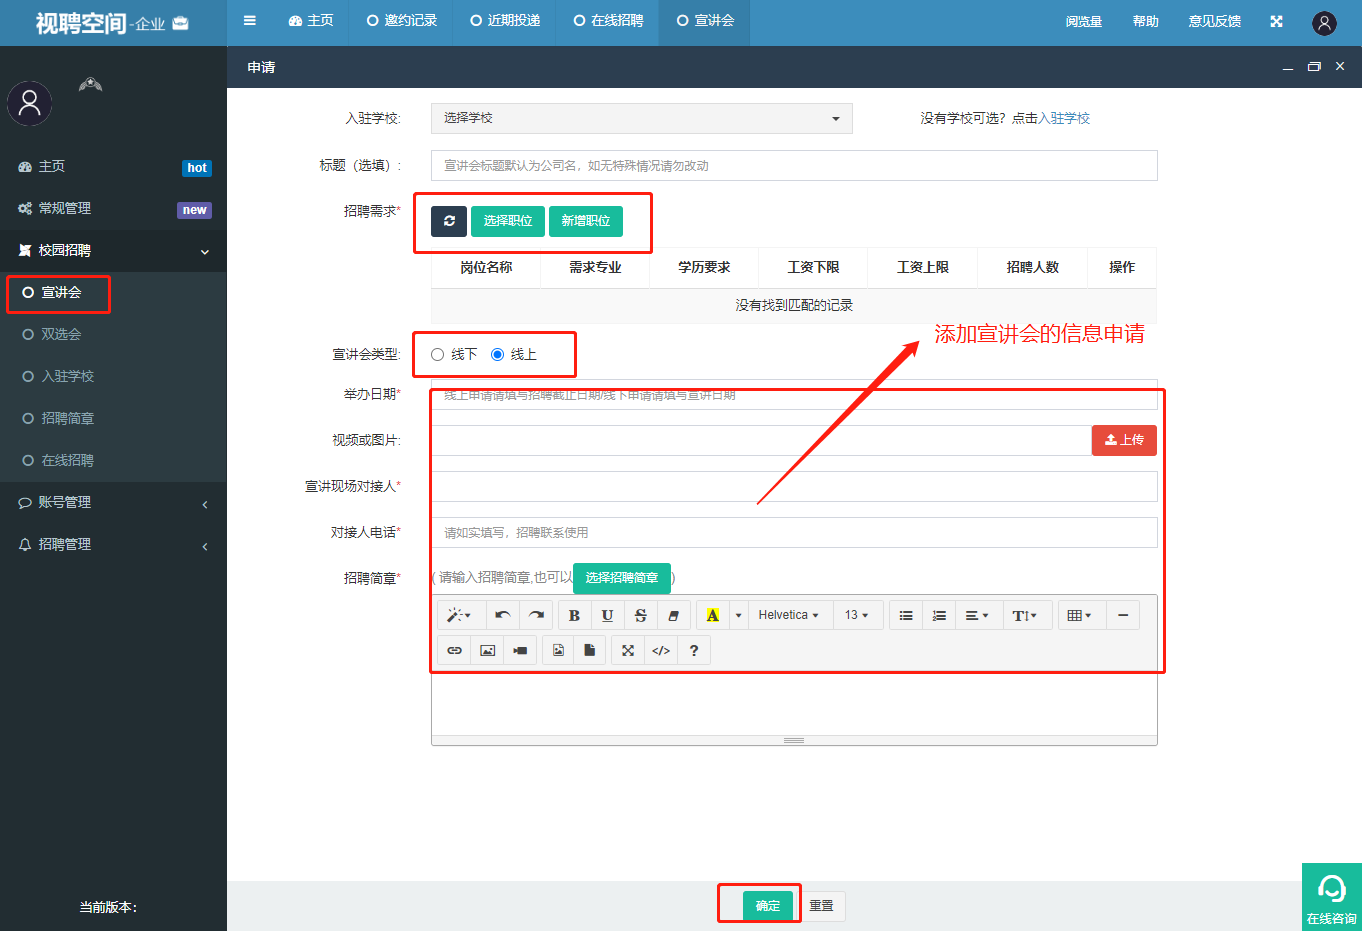 视聘空间-企业
主页
邀约记录
近期投递
在线招聘
宣讲会
阅览量
帮助
意见反馈
主页
hot
常规管理
new
校园招聘
宣讲会
双选会
入驻学校
招聘简章
在线招聘
账号管理
招聘管理
当前版本：
申请
入驻学校:
选择学校
没有学校可选？点击入驻学校
标题（选填）:
宣讲会标题默认为公司名，如无特殊情况请勿改动
招聘需求*
选择职位
新增职位
岗位名称
需求专业
学历要求
工资下限
工资上限
招聘人数
操作
没有找到匹配的记录
添加宣讲会的信息申请
宣讲会类型:
线下
线上
举办日期*
线上申请请填写招聘截止日期/线下申请请填写宣讲日期
视频或图片:
上传
宣讲现场对接人*
对接人电话*
请如实填写，招聘联系使用
招聘简章*
( 请输入招聘简章,也可以 选择招聘简章 )
B U S A Helvetica 13 T
</> ?
确定
重置
在线咨询